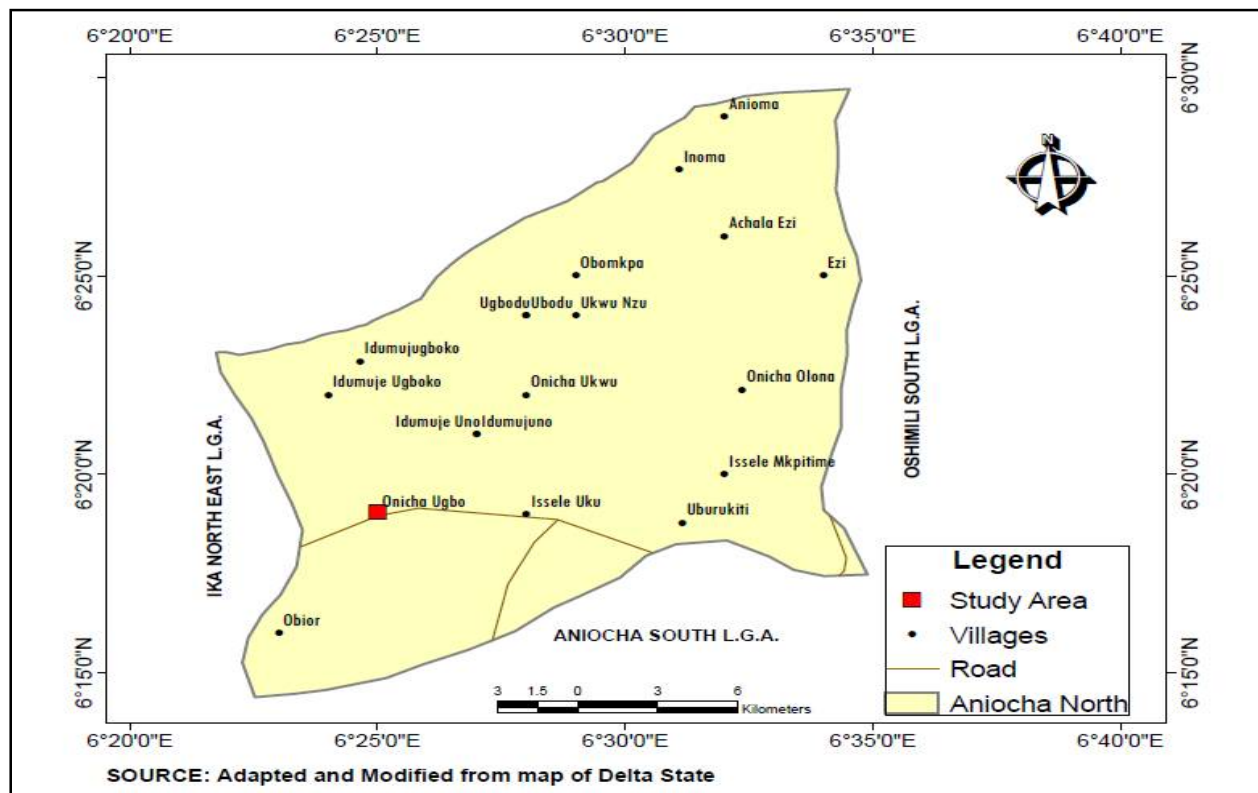 6°20'0"E 6°25'0"E 6°30'0"E 6°35'0"E 6°40'0"E
6°30'0"N
6°25'0"N
6°20'0"N
6°15'0"N
6°30'0"N
6°25'0"N
6°20'0"N
6°15'0"N
N
Anioma
Inoma
Achala Ezi
Obomkpa
Ezi
UgboduUbodu Ukwu Nzu
Idumujugboko
Idumuje Ugboko
Onicha Ukwu
Onicha Olona
Idumuje UnoIdumujuno
Issele Mkpitime
Onicha Ugbo
Issele Uku
Uburukiti
Obior
IKA NORTH EAST L.G.A.
OSHIMILI SOUTH L.G.A.
ANIOCHA SOUTH L.G.A.
Legend
Study Area
Villages
Road
Aniocha North
3 1.5 0 3 6
Kilometers
6°20'0"E 6°25'0"E 6°30'0"E 6°35'0"E 6°40'0"E
SOURCE: Adapted and Modified from map of Delta State